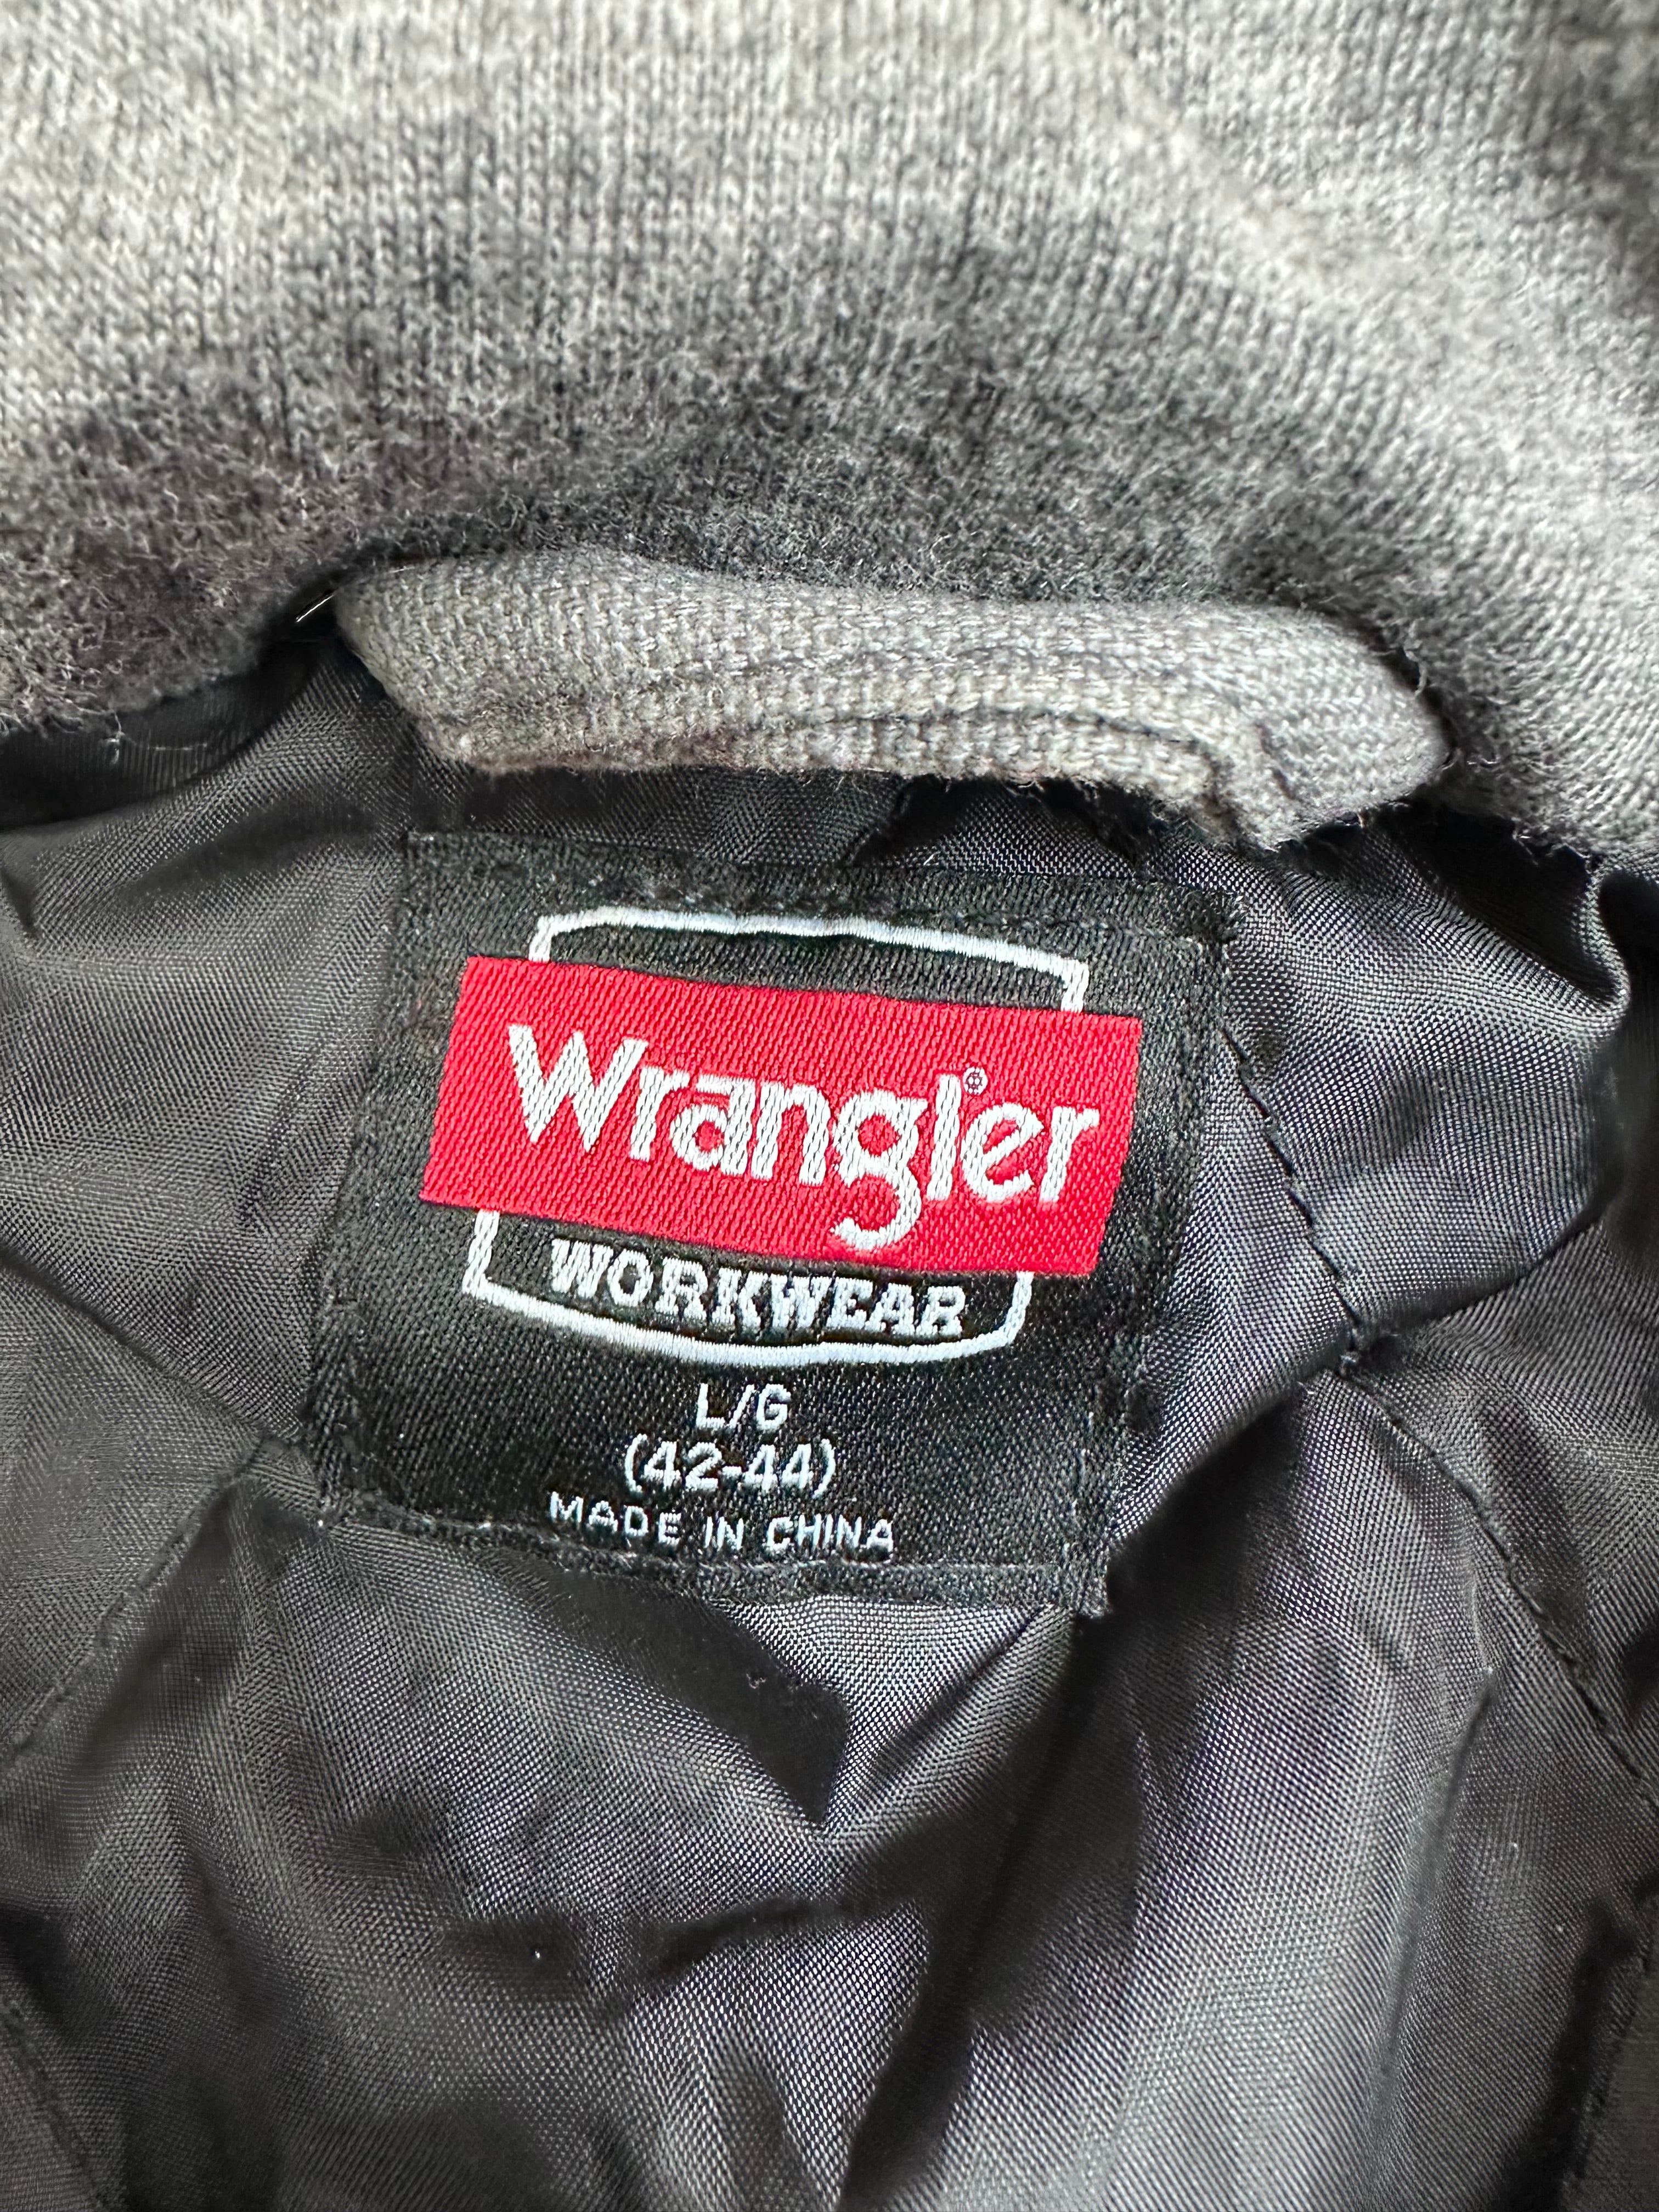 Wrangler®
WORKWEAR
L/G
(42-44)
MADE IN CHINA